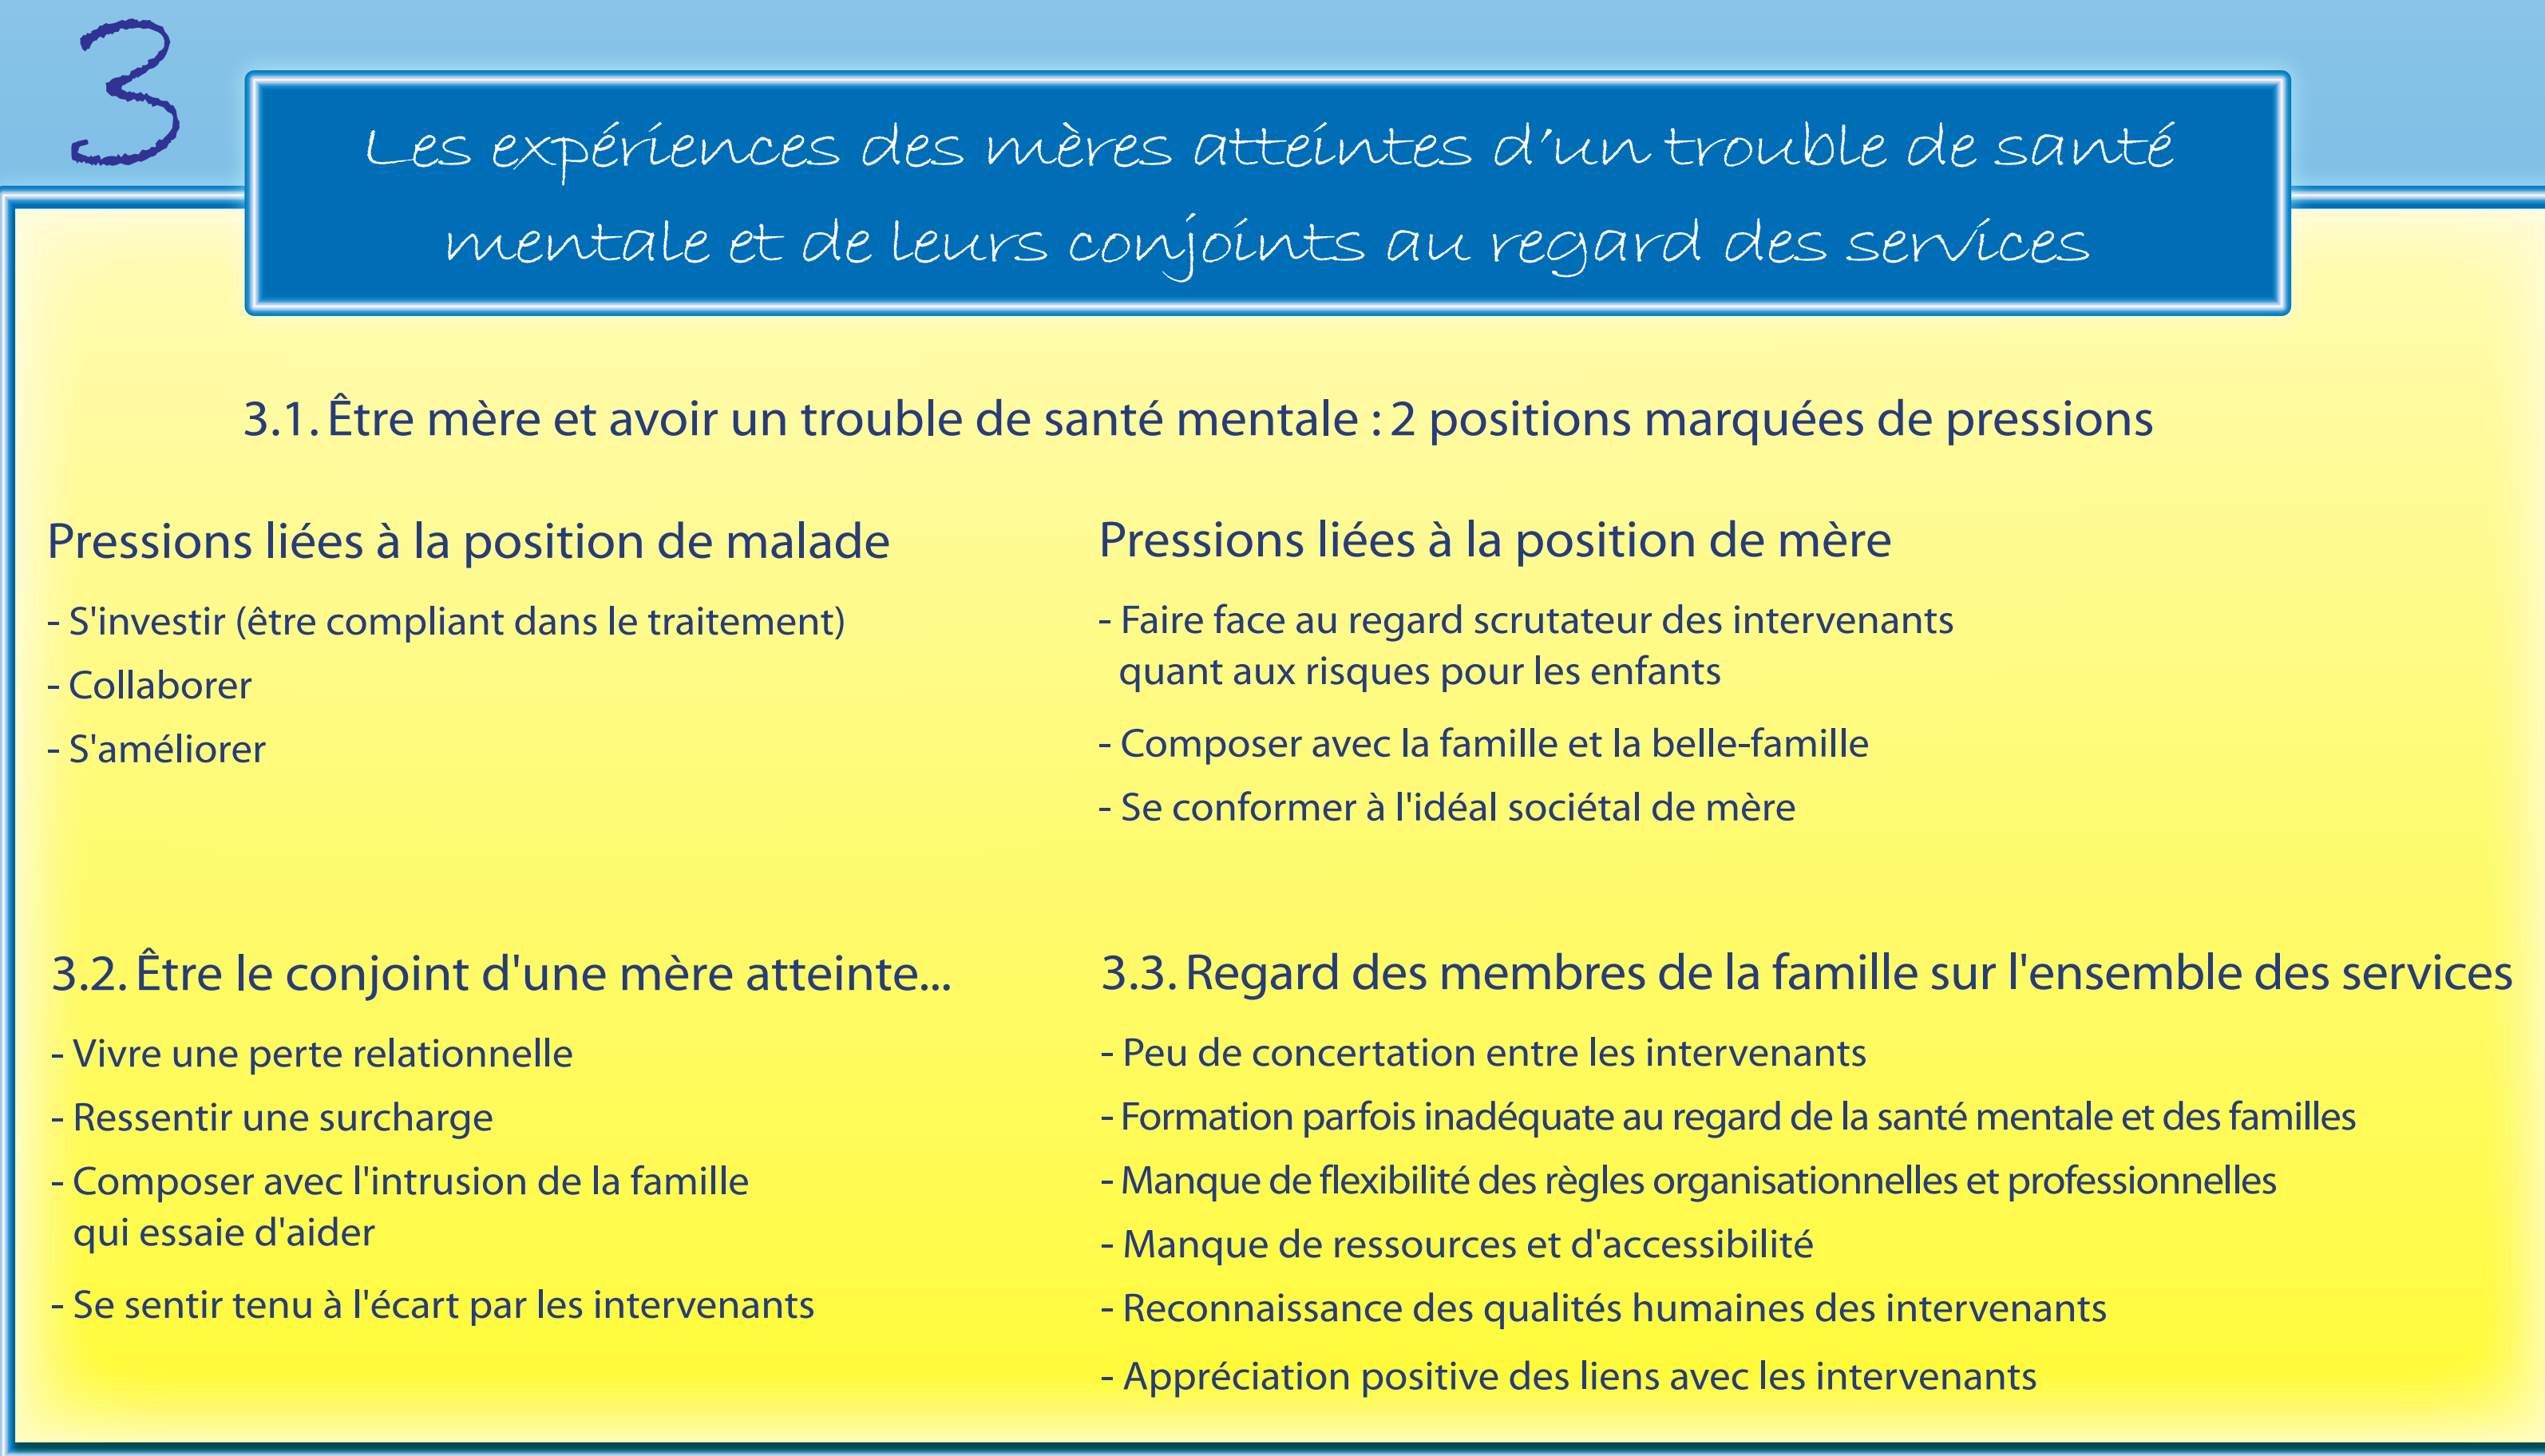 3
Les expériences des mères atteintes d'un trouble de santé
mentale et de leurs conjoints au regard des services
3.1. Être mère et avoir un trouble de santé mentale : 2 positions marquées de pressions
Pressions liées à la position de malade
- S'investir (être compliant dans le traitement)
- Collaborer
- S'améliorer
Pressions liées à la position de mère
- Faire face au regard scrutateur des intervenants
quant aux risques pour les enfants
- Composer avec la famille et la belle-famille
- Se conformer à l'idéal sociétal de mère
3.2. Être le conjoint d'une mère atteinte...
- Vivre une perte relationnelle
- Ressentir une surcharge
- Composer avec l'intrusion de la famille
qui essaie d'aider
- Se sentir tenu à l'écart par les intervenants
3.3. Regard des membres de la famille sur l'ensemble des services
- Peu de concertation entre les intervenants
- Formation parfois inadéquate au regard de la santé mentale et des familles
- Manque de flexibilité des règles organisationnelles et professionnelles
- Manque de ressources et d'accessibilité
- Reconnaissance des qualités humaines des intervenants
- Appréciation positive des liens avec les intervenants